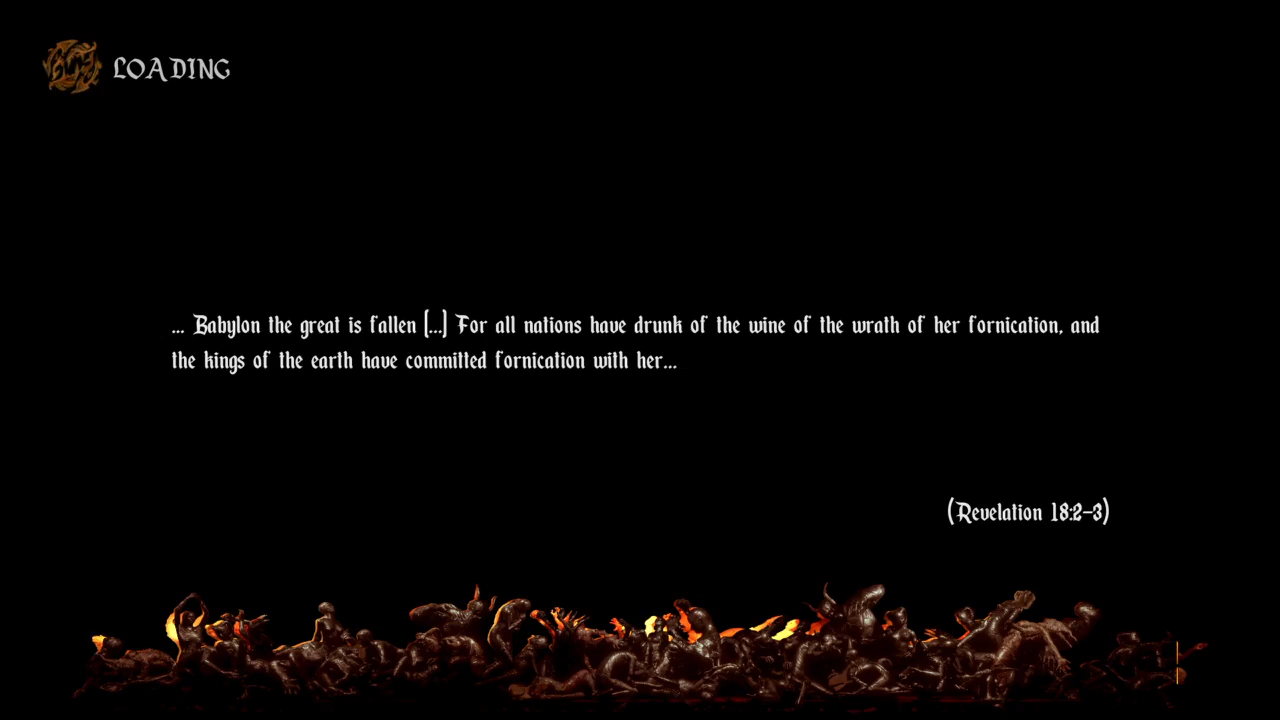 LOADING
... Babylon the great is fallen [...] For all nations have drunk of the wine of the wrath of her fornication, and
the kings of the earth have committed fornication with her...
(Revelation 18:2-3)